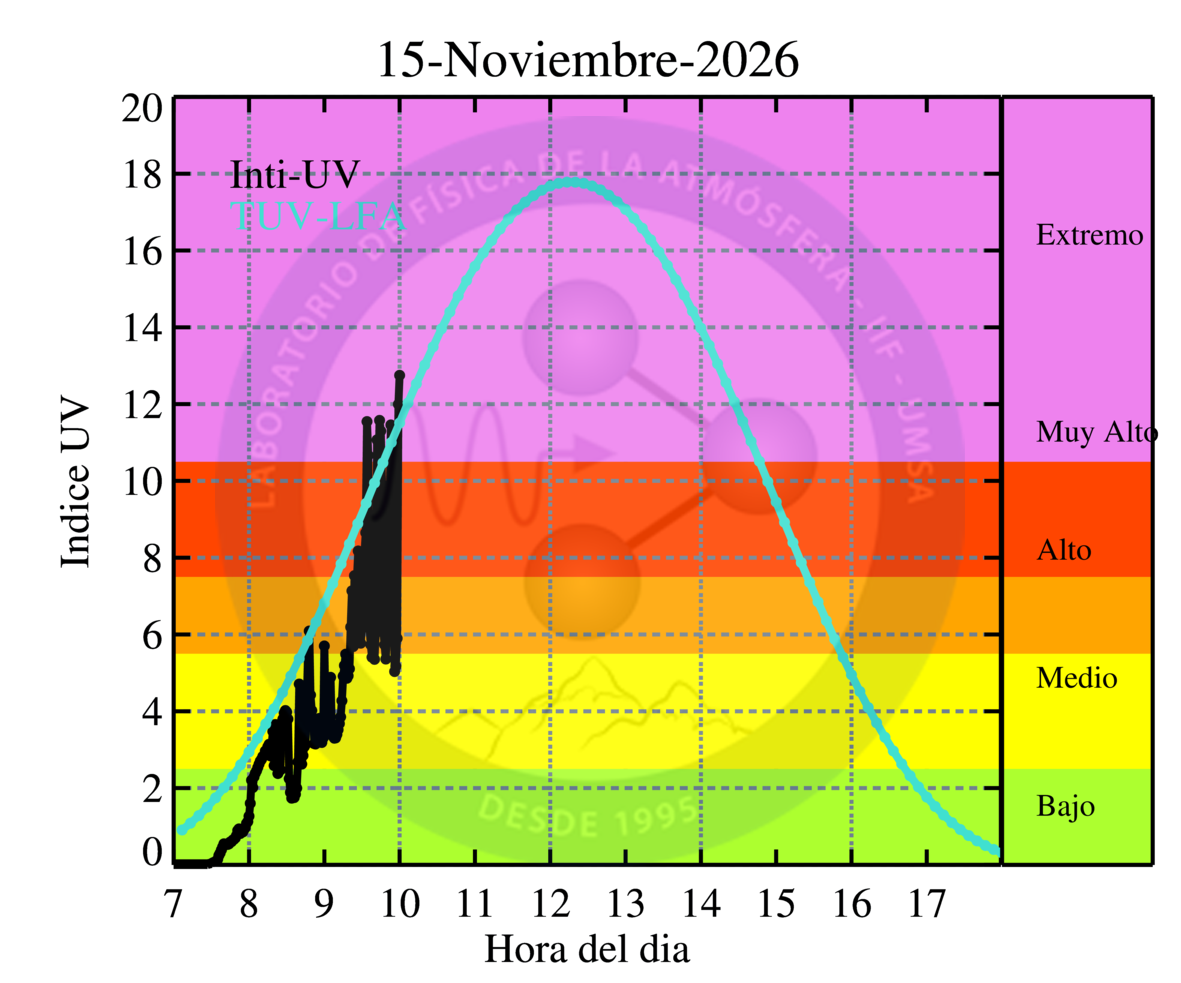 15-Noviembre-2026
Indice UV
20
18
16
14
12
10
8
6
4
2
0
Inti-UV
TUV-LFA
LABORATORIO DE FÍSICA DE LA ATMÓSFERA - IIF - UMSA
DESDE 1995
Extremo
Muy Alto
Alto
Medio
Bajo
7 8 9 10 11 12 13 14 15 16 17
Hora del dia